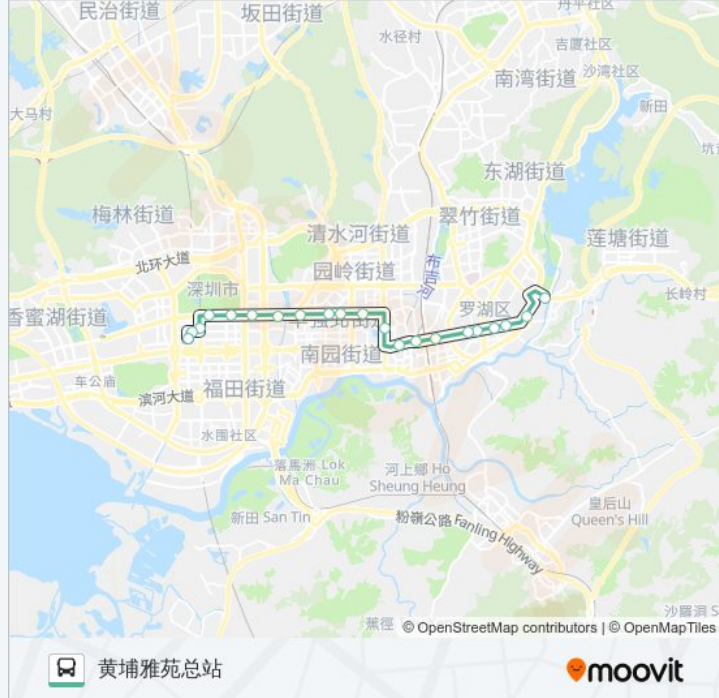 民治街道
坂田街道
丹平社区
水径村
吉厦社区
南湾街道
沙湾社区
大马村
新田
坑
东湖街道
梅林街道
翠竹街道
清水河街道
莲塘街道
北环大道
园岭街道
布吉河
深圳市
长岭村
香蜜湖街道
罗湖区
南园街道
车公庙
福田街道
滨河大道
水围社区
落馬洲 Lok
Ma Chau
河上鄉 Ho
Sheung Heung
皇后山
Queen's Hill
新田 San Tin
粉嶺公路 Fanling Highway
沙羅洞 S
蕉徑
© OpenStreetMap contributors | © OpenMapTiles
黄埔雅苑总站
moovit